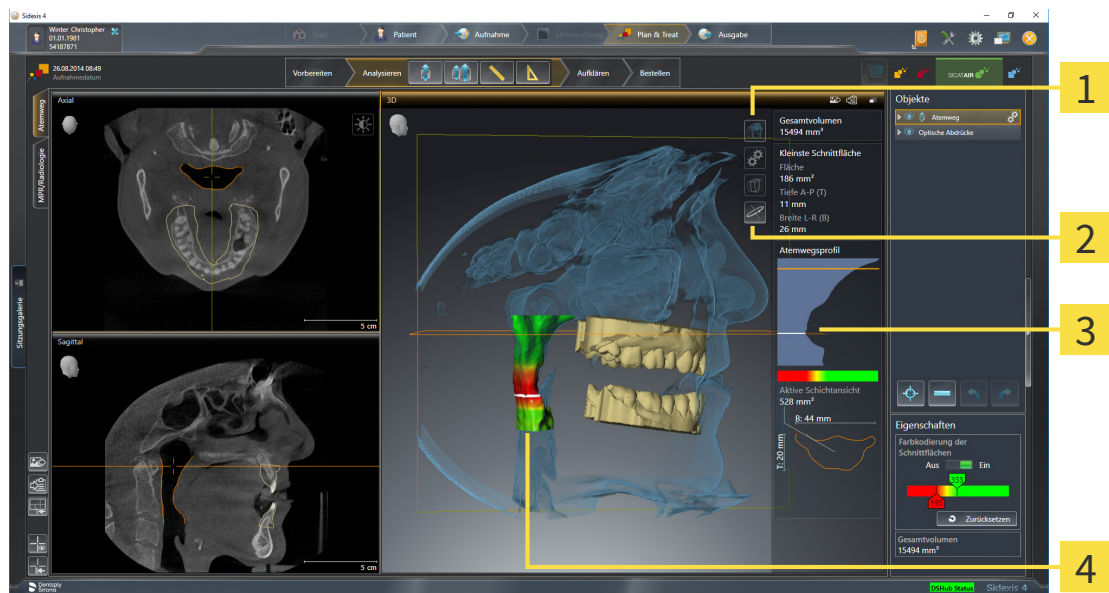 Sidexis 4
Winter Christopher
01.01.1981
54187871
Start
Patient
Aufnahme
Untersuchung
Plan & Treat
Ausgabe
26.08.2014 08:49
Aufnahmedatum
Vorbereiten
Analysieren
Aufklären
Bestellen
SICAT AIR
Atemweg
MPR/Radiologie
Sitzungsgalerie
Axial
5 cm
Sagittal
5 cm
3D
Gesamtvolumen
15494 mm³
Kleinste Schnittfläche
Fläche
186 mm²
Tiefe A-P (T)
11 mm
Breite L-R (B)
26 mm
Atemwegsprofil
Aktive Schichtansicht
528 mm²
B: 44 mm
T: 20 mm
Objekte
Atemweg
Optische Abdrücke
Eigenschaften
Farbkodierung der
Schnittflächen
Aus
Ein
333
Zurücksetzen
Gesamtvolumen
15494 mm³
Dentsply
Sirona
DSHub Status
Sidexis 4
1
2
3
4